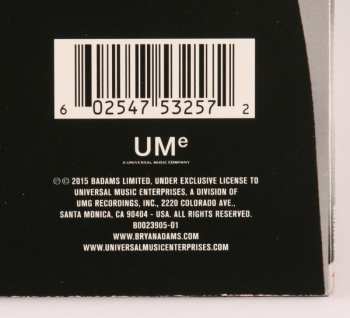 6 02547 53257 2
UMe
A UNIVERSAL MUSIC COMPANY
℗ © 2015 BADAMS LIMITED, UNDER EXCLUSIVE LICENSE TO
UNIVERSAL MUSIC ENTERPRISES, A DIVISION OF
UMG RECORDINGS, INC., 2220 COLORADO AVE.,
SANTA MONICA, CA 90404 - USA. ALL RIGHTS RESERVED.
B0023905-01
WWW.BRYANADAMS.COM
WWW.UNIVERSALMUSICENTERPRISES.COM